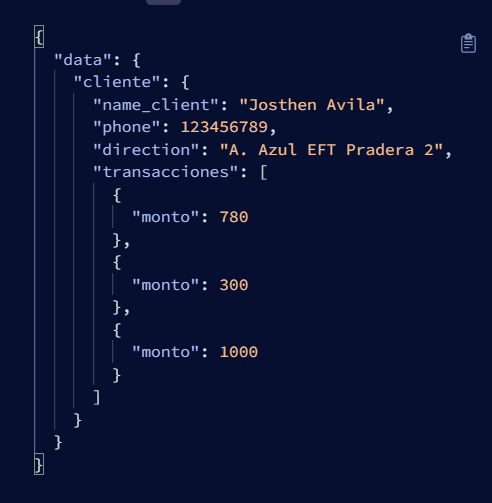 {
  "data": {
    "cliente": {
      "name_client": "Josthen Avila",
      "phone": 123456789,
      "direction": "A. Azul EFT Pradera 2",
      "transacciones": [
        {
          "monto": 780
        },
        {
          "monto": 300
        },
        {
          "monto": 1000
        }
      ]
    }
  }
}